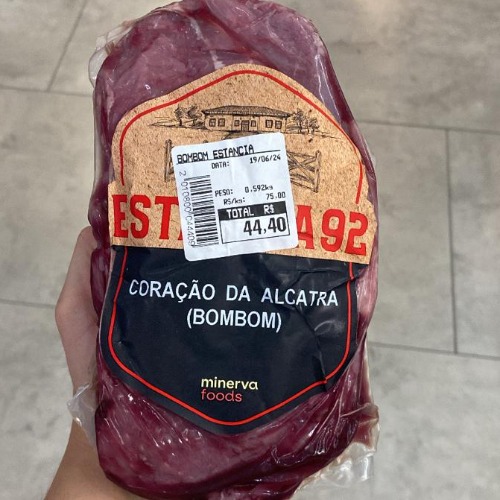 BOMBOM ESTANCIA
DATA: 19/06/24
PESO: 0.592kg
R$/kg: 75.00
TOTAL R$
44,40
ESTA A 92
CORAÇÃO DA ALCATRA
(BOMBOM)
minerva
foods